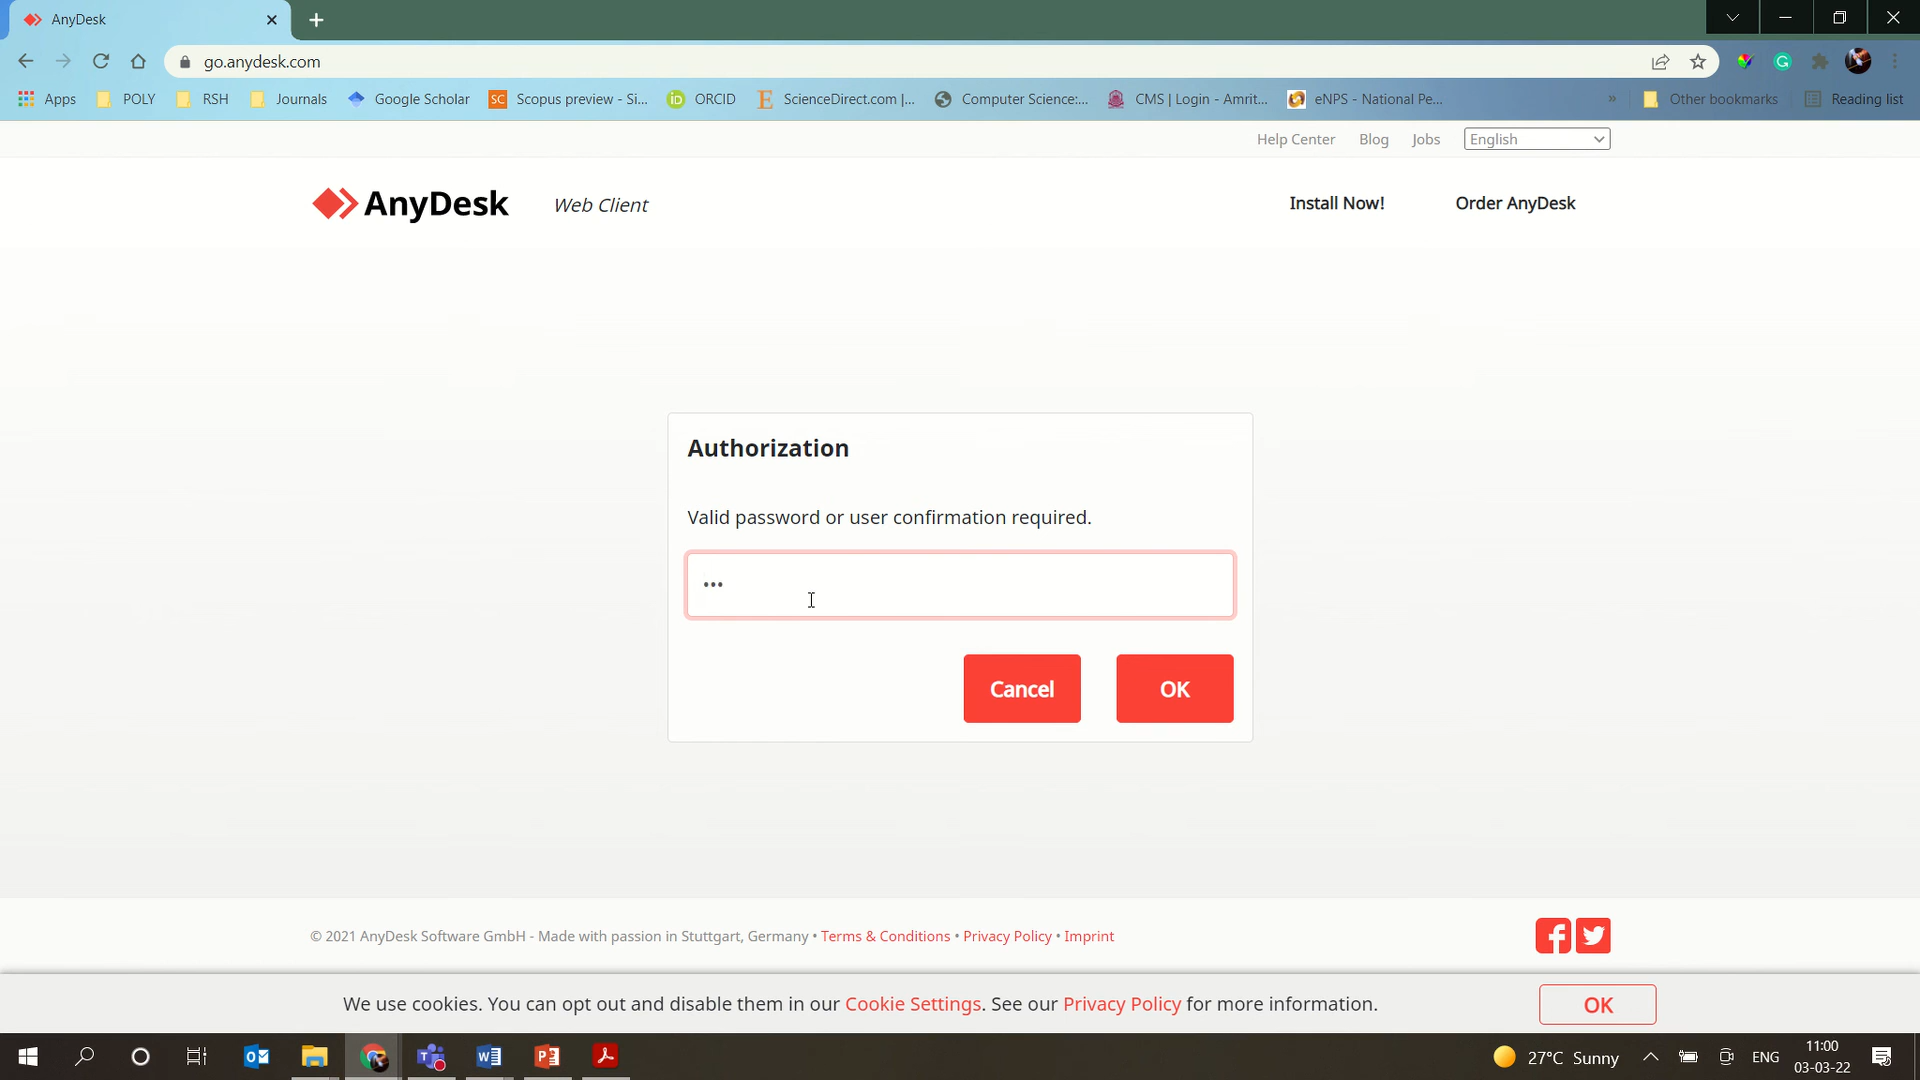 AnyDesk
go.anydesk.com
Apps POLY RSH Journals Google Scholar SC Scopus preview - Si... iD ORCID ScienceDirect.com |... Computer Science:... CMS | Login - Amrit... eNPS - National Pe... » Other bookmarks Reading list
Help Center Blog Jobs English
AnyDesk Web Client Install Now! Order AnyDesk
Authorization
Valid password or user confirmation required.
•••
Cancel OK
© 2021 AnyDesk Software GmbH - Made with passion in Stuttgart, Germany • Terms & Conditions • Privacy Policy • Imprint
We use cookies. You can opt out and disable them in our Cookie Settings. See our Privacy Policy for more information. OK
27°C Sunny ENG 11:00
03-03-22